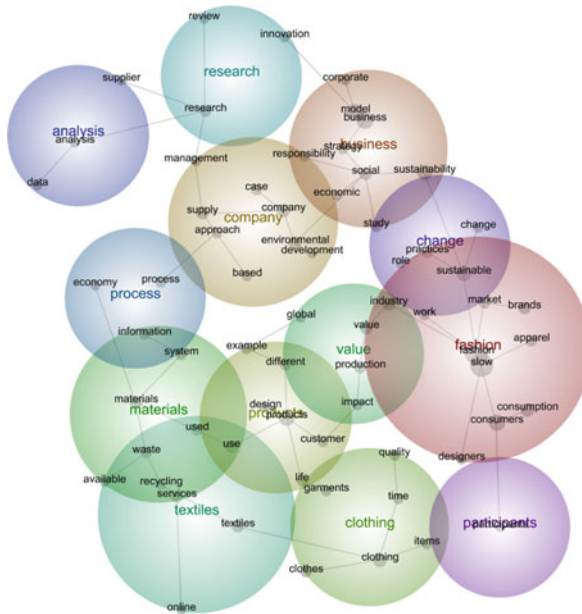 review
innovation
research
supplier
corporate
research
model
business
analysis
analysis
strategy
business
management
responsibility
social
sustainability
data
case
economic
supply
company
company
study
change
approach
environmental
change
development
practices
role
process
based
sustainable
economy
process
industry
market
brands
work
global
information
value
example
value
fashion
apparel
system
different
fashion
slow
production
materials
materials
design
products
products
impact
consumption
used
consumers
use
customer
waste
quality
designers
available
recycling
life
services
garments
time
textiles
textiles
clothing
participants
participants
items
clothing
clothes
online